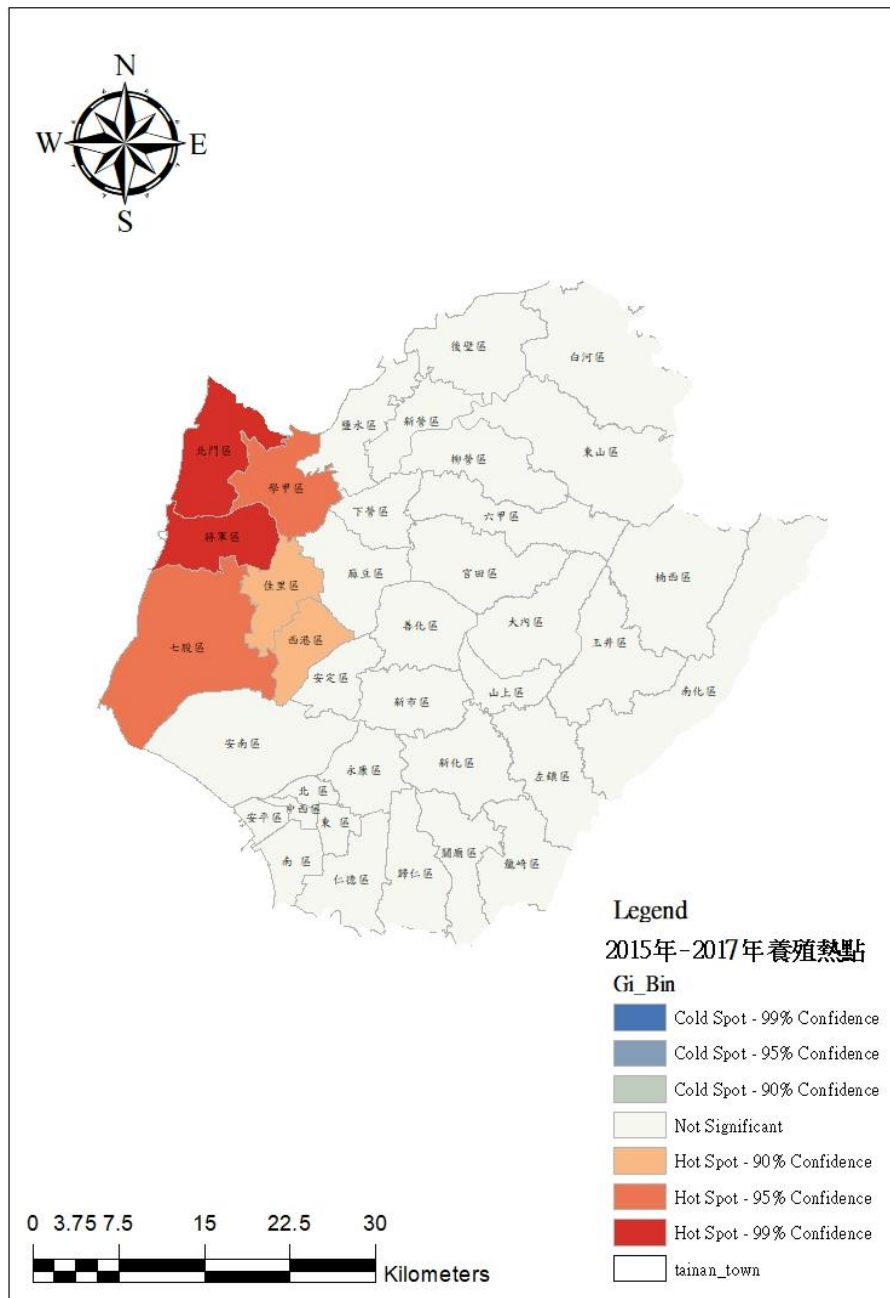 N
W
E
S
後壁區
白河區
鹽水區
新營區
北門區
柳營區
東山區
學甲區
下營區
六甲區
將軍區
麻豆區
官田區
楠西區
佳里區
善化區
大內區
玉井區
七股區
西港區
安定區
山上區
南化區
新市區
安南區
永康區
新化區
左鎮區
北 區
中西區
安平區
東 區
關廟區
南 區
仁德區
歸仁區
龍崎區
Legend
2015年-2017年養殖熱點
Gi_Bin
Cold Spot - 99% Confidence
Cold Spot - 95% Confidence
Cold Spot - 90% Confidence
Not Significant
Hot Spot - 90% Confidence
Hot Spot - 95% Confidence
Hot Spot - 99% Confidence
tainan_town
0 3.75 7.5 15 22.5 30
Kilometers